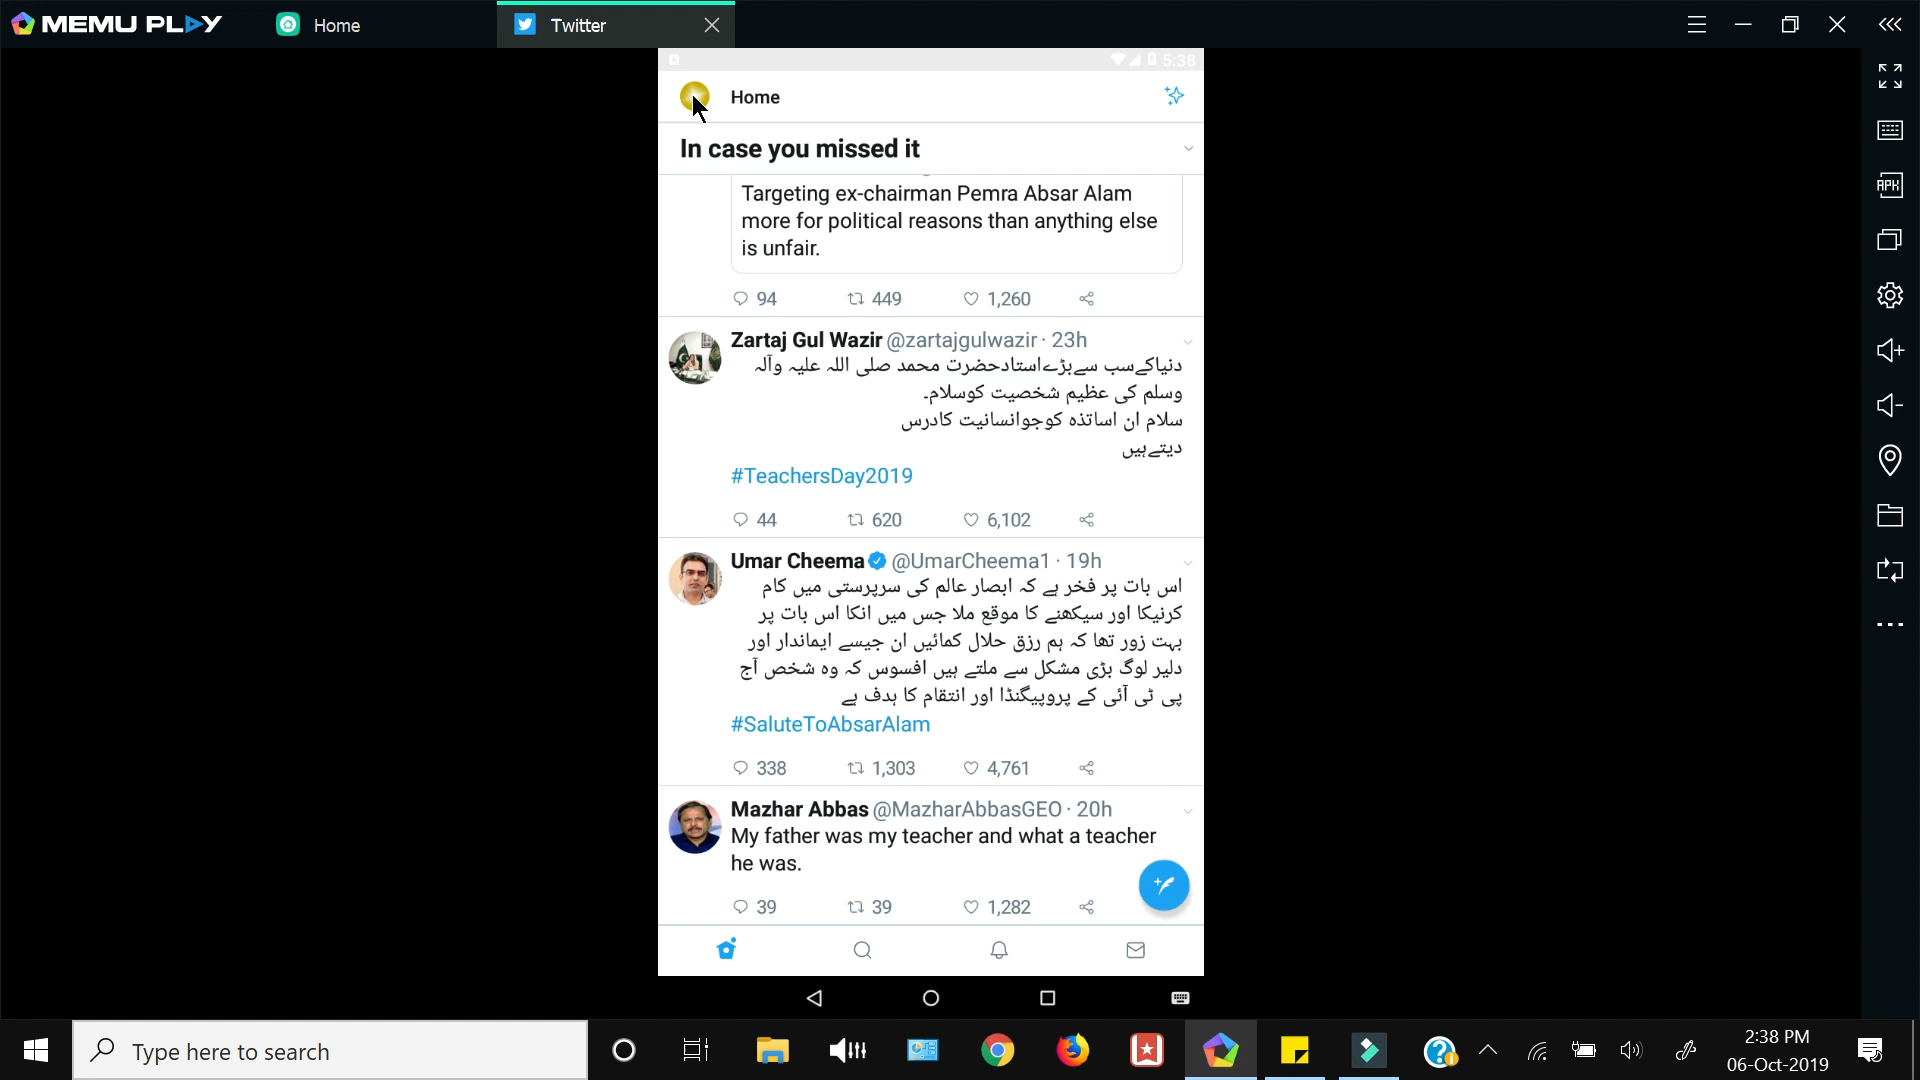 MEMU PLAY
Home
Twitter
5:38
Home
In case you missed it
Targeting ex-chairman Pemra Absar Alam
more for political reasons than anything else
is unfair.
94 449 1,260
Zartaj Gul Wazir @zartajgulwazir · 23h
دنیاکےسب سےبڑےاستادحضرت محمد صلی اللہ علیہ وآلہ
وسلم کی عظیم شخصیت کوسلام۔
سلام ان اساتذہ کوجوانسانیت کادرس
دیتےہیں
#TeachersDay2019
44 620 6,102
Umar Cheema @UmarCheema1 · 19h
اس بات پر فخر ہے کہ ابصار عالم کی سرپرستی میں کام
کرنیکا اور سیکھنے کا موقع ملا جس میں انکا اس بات پر
بہت زور تھا کہ ہم رزق حلال کمائیں ان جیسے ایماندار اور
دلیر لوگ بڑی مشکل سے ملتے ہیں افسوس کہ وہ شخص آج
پی ٹی آئی کے پروپیگنڈا اور انتقام کا ہدف ہے
#SaluteToAbsarAlam
338 1,303 4,761
Mazhar Abbas @MazharAbbasGEO · 20h
My father was my teacher and what a teacher
he was.
39 39 1,282
APK
Type here to search
2:38 PM
06-Oct-2019